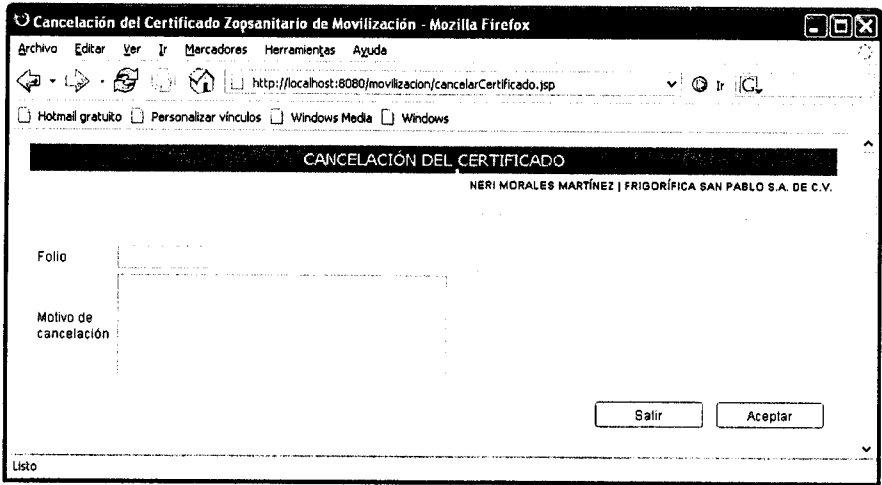 Cancelación del Certificado Zopsanitario de Movilización - Mozilla Firefox
Archivo Editar Ver Ir Marcadores Herramientas Ayuda
http://localhost:8080/movilizacion/cancelarCertificado.jsp Ir G
Hotmail gratuito Personalizar vínculos Windows Media Windows
CANCELACIÓN DEL CERTIFICADO
NERI MORALES MARTÍNEZ | FRIGORÍFICA SAN PABLO S.A. DE C.V.
Folio
Motivo de
cancelación
Salir Aceptar
Listo